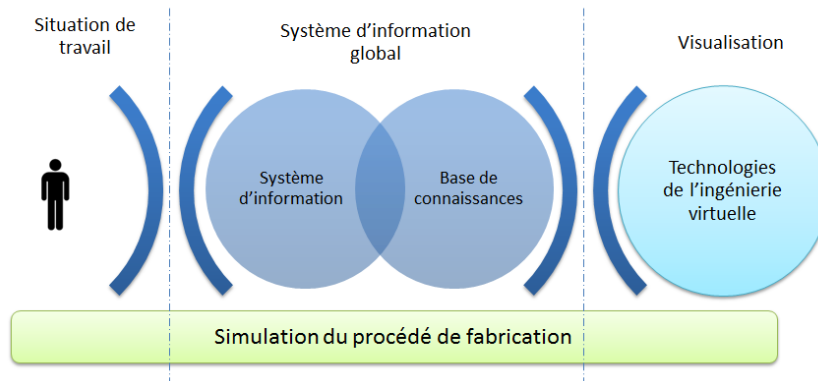 Situation de
travail
Système d’information
global
Visualisation
Système
d’information
Base de
connaissances
Technologies
de l’ingénierie
virtuelle
Simulation du procédé de fabrication